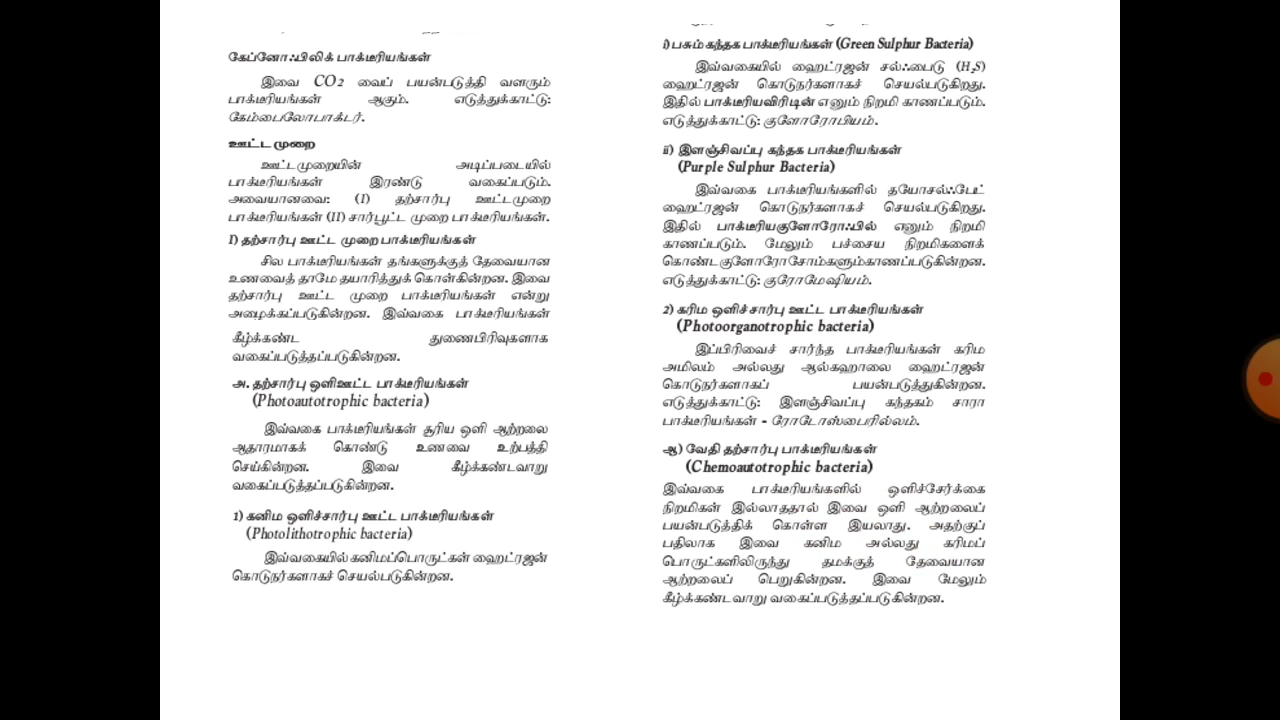 கேப்னோஃபிலிக் பாக்டீரியங்கள்
இவை CO2 வைப் பயன்படுத்தி வளரும்
பாக்டீரியங்கள் ஆகும். எடுத்துக்காட்டு:
கேம்பைலோபாக்டர்.
ஊட்டமுறை
ஊட்டமுறையின் அடிப்படையில்
பாக்டீரியங்கள் இரண்டு வகைப்படும்.
அவையானவை: (I) தற்சார்பு ஊட்டமுறை
பாக்டீரியங்கள் (II) சார்பூட்ட முறை பாக்டீரியங்கள்.
I) தற்சார்பு ஊட்ட முறை பாக்டீரியங்கள்
சில பாக்டீரியங்கள் தங்களுக்குத் தேவையான
உணவைத் தாமே தயாரித்துக் கொள்கின்றன. இவை
தற்சார்பு ஊட்ட முறை பாக்டீரியங்கள் என்று
அழைக்கப்படுகின்றன. இவ்வகை பாக்டீரியங்கள்
கீழ்க்கண்ட துணைபிரிவுகளாக
வகைப்படுத்தப்படுகின்றன.
அ. தற்சார்பு ஒளிஊட்ட பாக்டீரியங்கள்
(Photoautotrophic bacteria)
இவ்வகை பாக்டீரியங்கள் சூரிய ஒளி ஆற்றலை
ஆதாரமாகக் கொண்டு உணவை உற்பத்தி
செய்கின்றன. இவை கீழ்க்கண்டவாறு
வகைப்படுத்தப்படுகின்றன.
1) கனிம ஒளிச்சார்பு ஊட்ட பாக்டீரியங்கள்
(Photolithotrophic bacteria)
இவ்வகையில் கனிமப்பொருட்கள் ஹைட்ரஜன்
கொடுநர்களாகச் செயல்படுகின்றன.
i) பசும் கந்தக பாக்டீரியங்கள் (Green Sulphur Bacteria)
இவ்வகையில் ஹைட்ரஜன் சல்ஃபைடு (H₂S)
ஹைட்ரஜன் கொடுநர்களாகச் செயல்படுகிறது.
இதில் பாக்டீரியவிரிடின் எனும் நிறமி காணப்படும்.
எடுத்துக்காட்டு: குளோரோபியம்.
ii) இளஞ்சிவப்பு கந்தக பாக்டீரியங்கள்
(Purple Sulphur Bacteria)
இவ்வகை பாக்டீரியங்களில் தயோசல்ஃபேட்
ஹைட்ரஜன் கொடுநர்களாகச் செயல்படுகிறது.
இதில் பாக்டீரியகுளோரோஃபில் எனும் நிறமி
காணப்படும். மேலும் பச்சைய நிறமிகளைக்
கொண்டகுளோரோசோம்களும்காணப்படுகின்றன.
எடுத்துக்காட்டு: குரோமேஷியம்.
2) கரிம ஒளிச்சார்பு ஊட்ட பாக்டீரியங்கள்
(Photoorganotrophic bacteria)
இப்பிரிவைச் சார்ந்த பாக்டீரியங்கள் கரிம
அமிலம் அல்லது ஆல்கஹாலை ஹைட்ரஜன்
கொடுநர்களாகப் பயன்படுத்துகின்றன.
எடுத்துக்காட்டு: இளஞ்சிவப்பு கந்தகம் சாரா
பாக்டீரியங்கள் - ரோடோஸ்பைரில்லம்.
ஆ) வேதி தற்சார்பு பாக்டீரியங்கள்
(Chemoautotrophic bacteria)
இவ்வகை பாக்டீரியங்களில் ஒளிச்சேர்க்கை
நிறமிகள் இல்லாததால் இவை ஒளி ஆற்றலைப்
பயன்படுத்திக் கொள்ள இயலாது. அதற்குப்
பதிலாக இவை கனிம அல்லது கரிமப்
பொருட்களிலிருந்து தமக்குத் தேவையான
ஆற்றலைப் பெறுகின்றன. இவை மேலும்
கீழ்க்கண்டவாறு வகைப்படுத்தப்படுகின்றன.